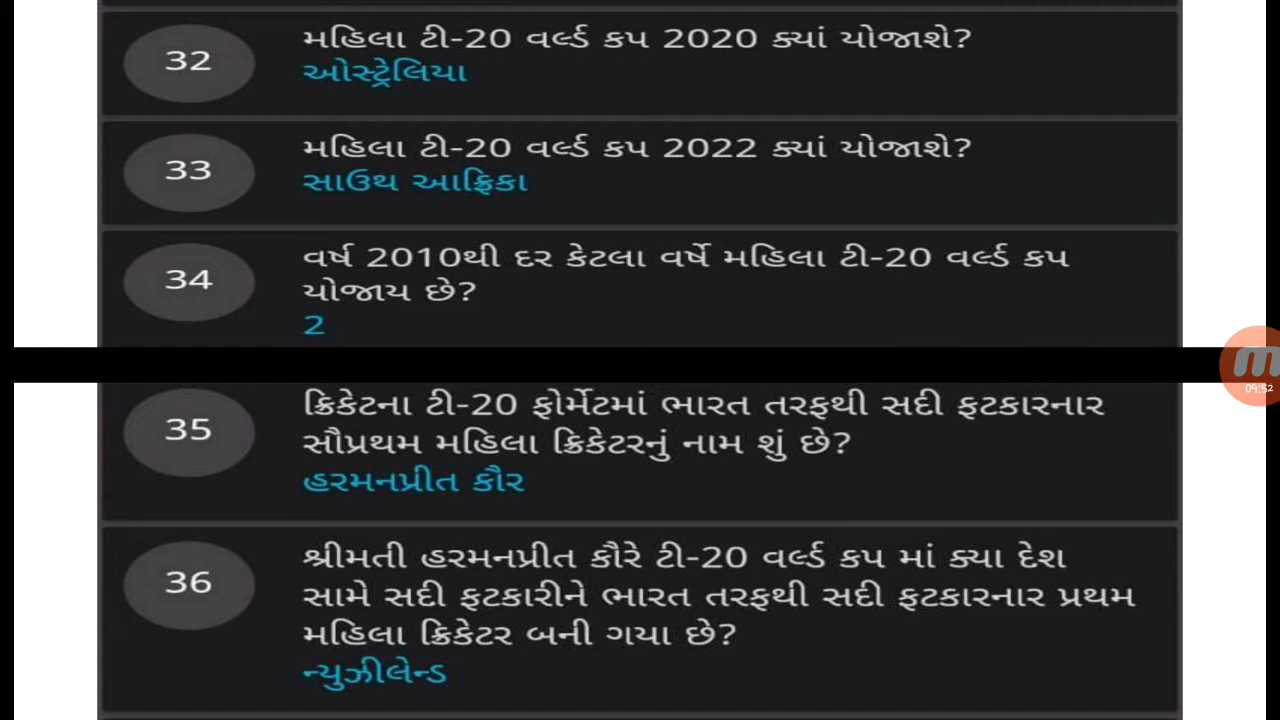 32
મહિલા ટી-20 વર્લ્ડ કપ 2020 ક્યાં યોજાશે?
ઓસ્ટ્રેલિયા
33
મહિલા ટી-20 વર્લ્ડ કપ 2022 ક્યાં યોજાશે?
સાઉથ આફ્રિકા
34
વર્ષ 2010થી દર કેટલા વર્ષે મહિલા ટી-20 વર્લ્ડ કપ
યોજાય છે?
2
09:52
35
ક્રિકેટના ટી-20 ફોર્મેટમાં ભારત તરફથી સદી ફટકારનાર
સૌપ્રથમ મહિલા ક્રિકેટરનું નામ શું છે?
હરમનપ્રીત કૌર
36
શ્રીમતી હરમનપ્રીત કૌરે ટી-20 વર્લ્ડ કપ માં ક્યા દેશ
સામે સદી ફટકારીને ભારત તરફથી સદી ફટકારનાર પ્રથમ
મહિલા ક્રિકેટર બની ગયા છે?
ન્યુઝીલેન્ડ